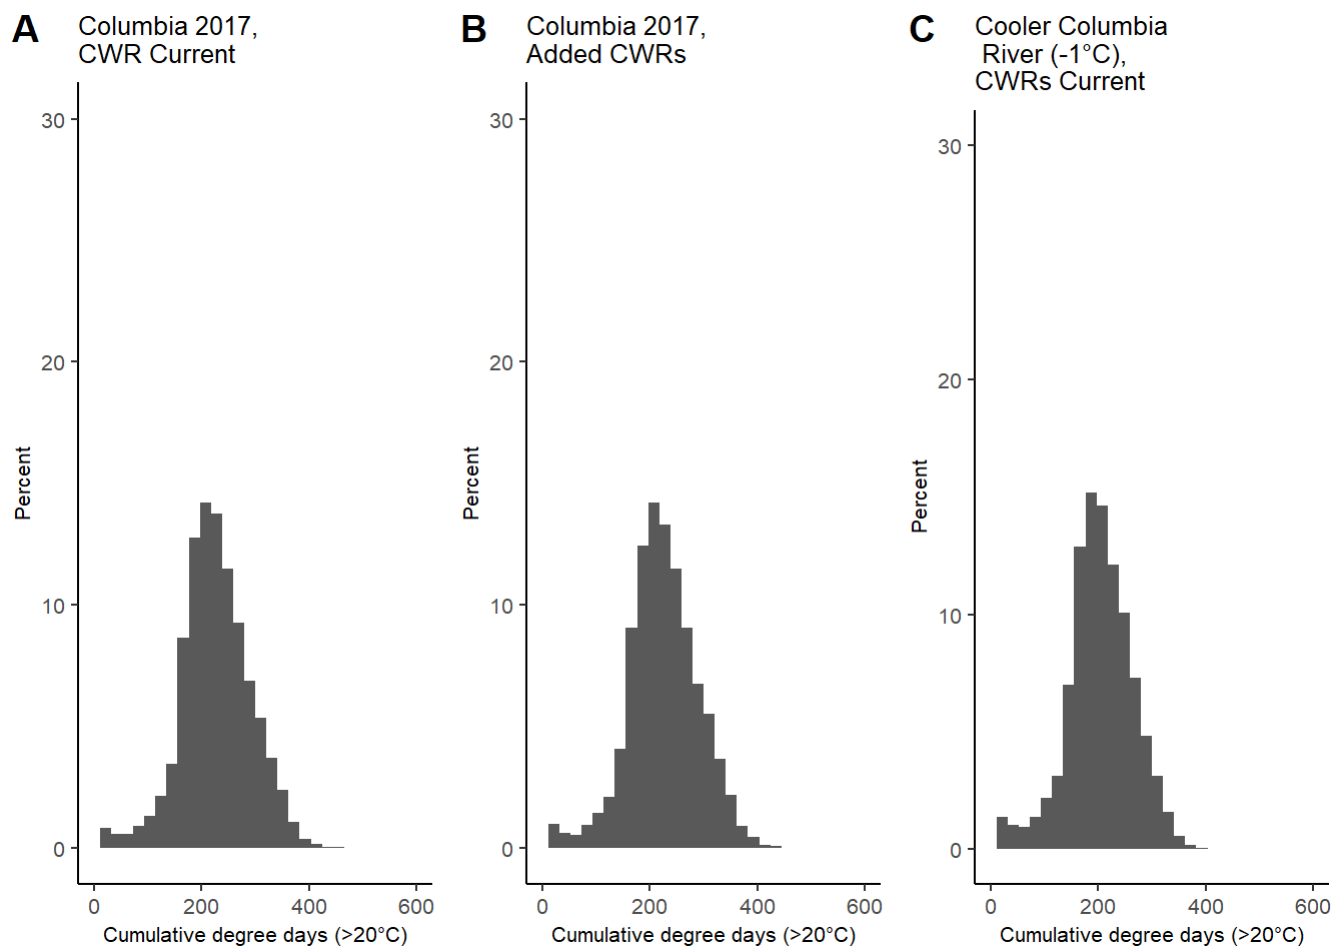 A
Columbia 2017,
CWR Current
30
20
10
0
Percent
0 200 400 600
Cumulative degree days (>20°C)
B
Columbia 2017,
Added CWRs
30
20
10
0
Percent
0 200 400 600
Cumulative degree days (>20°C)
C
Cooler Columbia
River (-1°C),
CWRs Current
30
20
10
0
Percent
0 200 400 600
Cumulative degree days (>20°C)